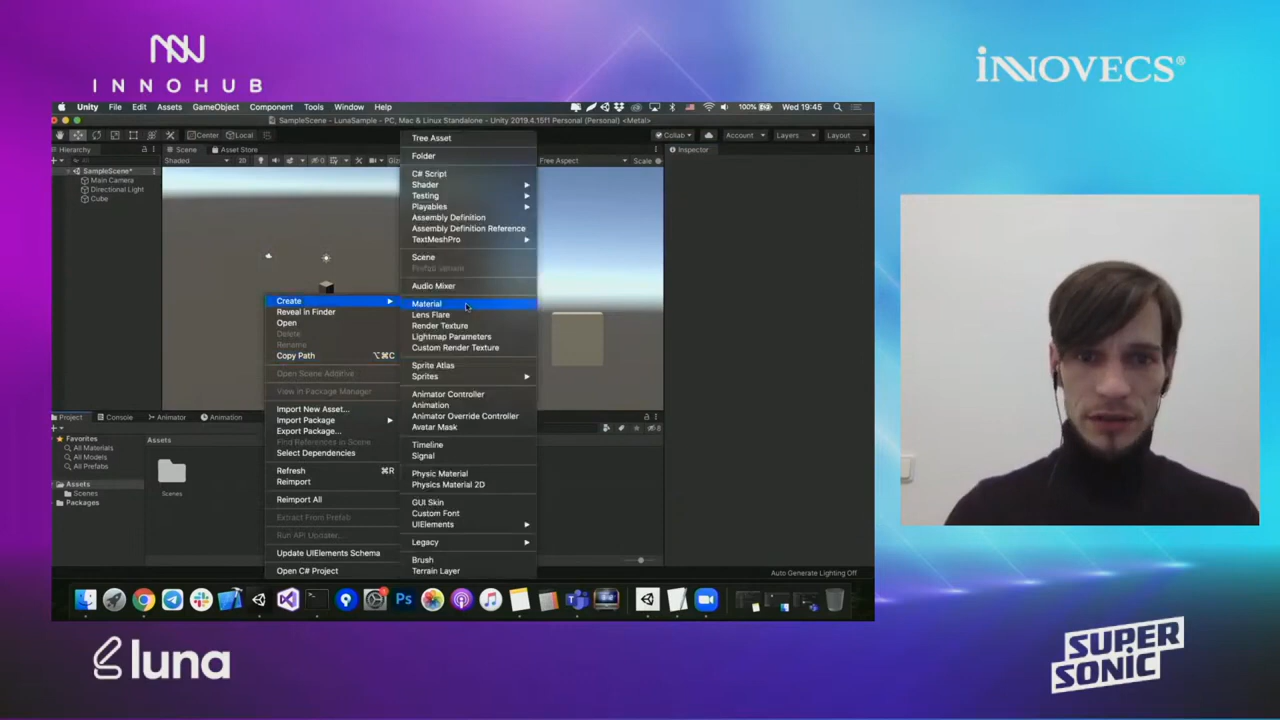 INNOHUB
INNOVECS®
Unity File Edit Assets GameObject Component Tools Window Help 100% Wed 19:45
SampleScene - LunaSample - PC, Mac & Linux Standalone - Unity 2019.4.15f1 Personal (Personal) <Metal>
Center Local Collab Account Layers Layout
Hierarchy Scene Asset Store Inspector
All Shaded 2D Free Aspect Scale
SampleScene*
Main Camera
Directional Light
Cube
Tree Asset
Folder
C# Script
Shader
Testing
Playables
Assembly Definition
Assembly Definition Reference
TextMeshPro
Scene
Prefab Variant
Audio Mixer
Material
Lens Flare
Render Texture
Lightmap Parameters
Custom Render Texture
Sprite Atlas
Sprites
Animator Controller
Animation
Animator Override Controller
Avatar Mask
Timeline
Signal
Physic Material
Physics Material 2D
GUI Skin
Custom Font
UIElements
Legacy
Brush
Terrain Layer
Create
Reveal in Finder
Open
Delete
Rename
Copy Path ⌥⌘C
Open Scene Additive
View in Package Manager
Import New Asset...
Import Package
Export Package...
Find References In Scene
Select Dependencies
Refresh ⌘R
Reimport
Reimport All
Extract From Prefab
Run API Updater...
Update UIElements Schema
Open C# Project
Project Console Animator Animation
Favorites
All Materials
All Models
All Prefabs
Assets
Scenes
Packages
Assets
Scenes
Auto Generate Lighting Off
Ps
luna
SUPER
SONIC